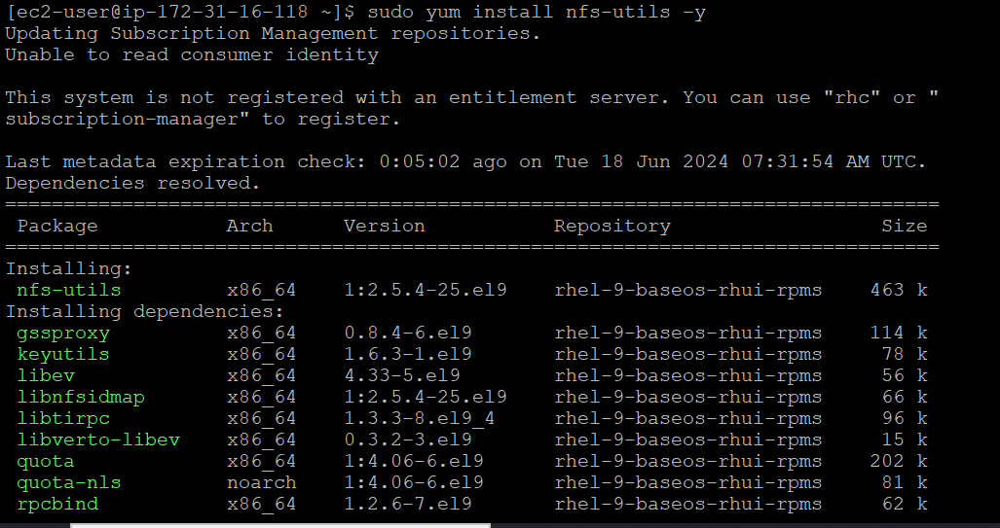 [ec2-user@ip-172-31-16-118 ~]$ sudo yum install nfs-utils -y
Updating Subscription Management repositories.
Unable to read consumer identity
This system is not registered with an entitlement server. You can use "rhc" or "
subscription-manager" to register.
Last metadata expiration check: 0:05:02 ago on Tue 18 Jun 2024 07:31:54 AM UTC.
Dependencies resolved.
================================================================================
Package Arch Version Repository Size
================================================================================
Installing:
nfs-utils x86_64 1:2.5.4-25.el9 rhel-9-baseos-rhui-rpms 463 k
Installing dependencies:
gssproxy x86_64 0.8.4-6.el9 rhel-9-baseos-rhui-rpms 114 k
keyutils x86_64 1.6.3-1.el9 rhel-9-baseos-rhui-rpms 78 k
libev x86_64 4.33-5.el9 rhel-9-baseos-rhui-rpms 56 k
libnfsidmap x86_64 1:2.5.4-25.el9 rhel-9-baseos-rhui-rpms 66 k
libtirpc x86_64 1.3.3-8.el9_4 rhel-9-baseos-rhui-rpms 96 k
libverto-libev x86_64 0.3.2-3.el9 rhel-9-baseos-rhui-rpms 15 k
quota x86_64 1:4.06-6.el9 rhel-9-baseos-rhui-rpms 202 k
quota-nls noarch 1:4.06-6.el9 rhel-9-baseos-rhui-rpms 81 k
rpcbind x86_64 1.2.6-7.el9 rhel-9-baseos-rhui-rpms 62 k